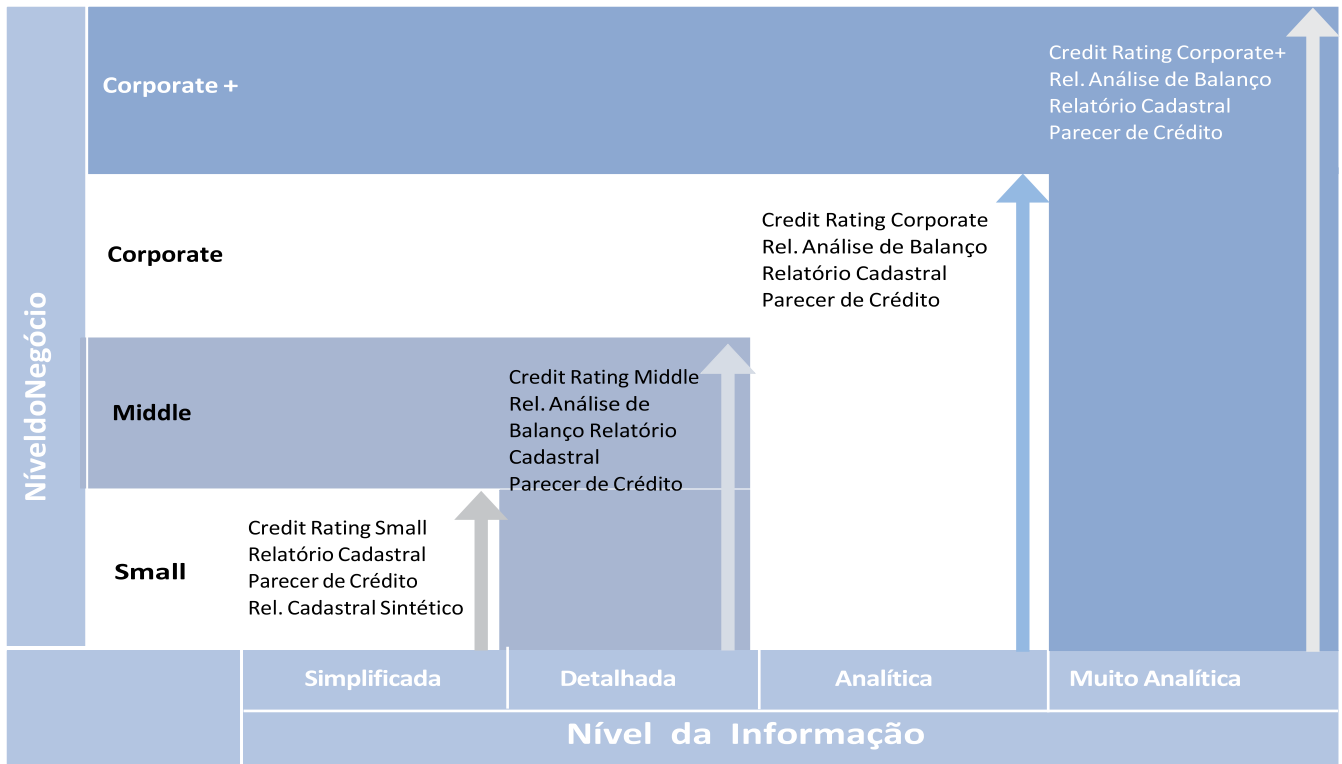 Credit Rating Corporate+
Rel. Análise de Balanço
Relatório Cadastral
Parecer de Crédito
Corporate +
Credit Rating Corporate
Rel. Análise de Balanço
Relatório Cadastral
Parecer de Crédito
Corporate
NíveldoNegócio
Credit Rating Middle
Rel. Análise de
Balanço Relatório
Cadastral
Parecer de Crédito
Middle
Credit Rating Small
Relatório Cadastral
Parecer de Crédito
Rel. Cadastral Sintético
Small
Simplificada
Detalhada
Analítica
Muito Analítica
Nível da Informação